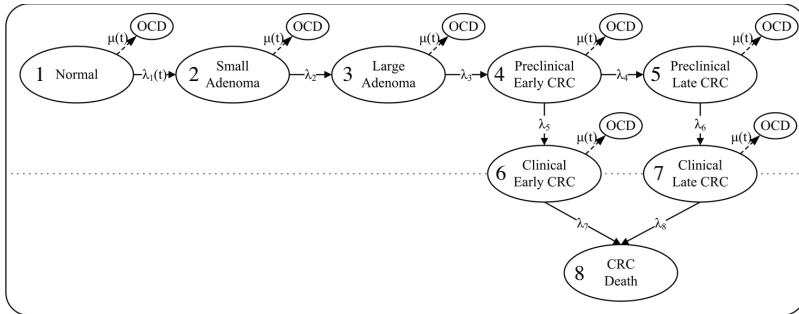 OCD
OCD
OCD
OCD
OCD
μ(t)
μ(t)
μ(t)
μ(t)
μ(t)
1 Normal
λ1(t)
2 Small
Adenoma
λ2
3 Large
Adenoma
λ3
4 Preclinical
Early CRC
λ4
5 Preclinical
Late CRC
λ5
μ(t)
OCD
λ6
μ(t)
OCD
6 Clinical
Early CRC
7 Clinical
Late CRC
λ7
λ8
8 CRC
Death